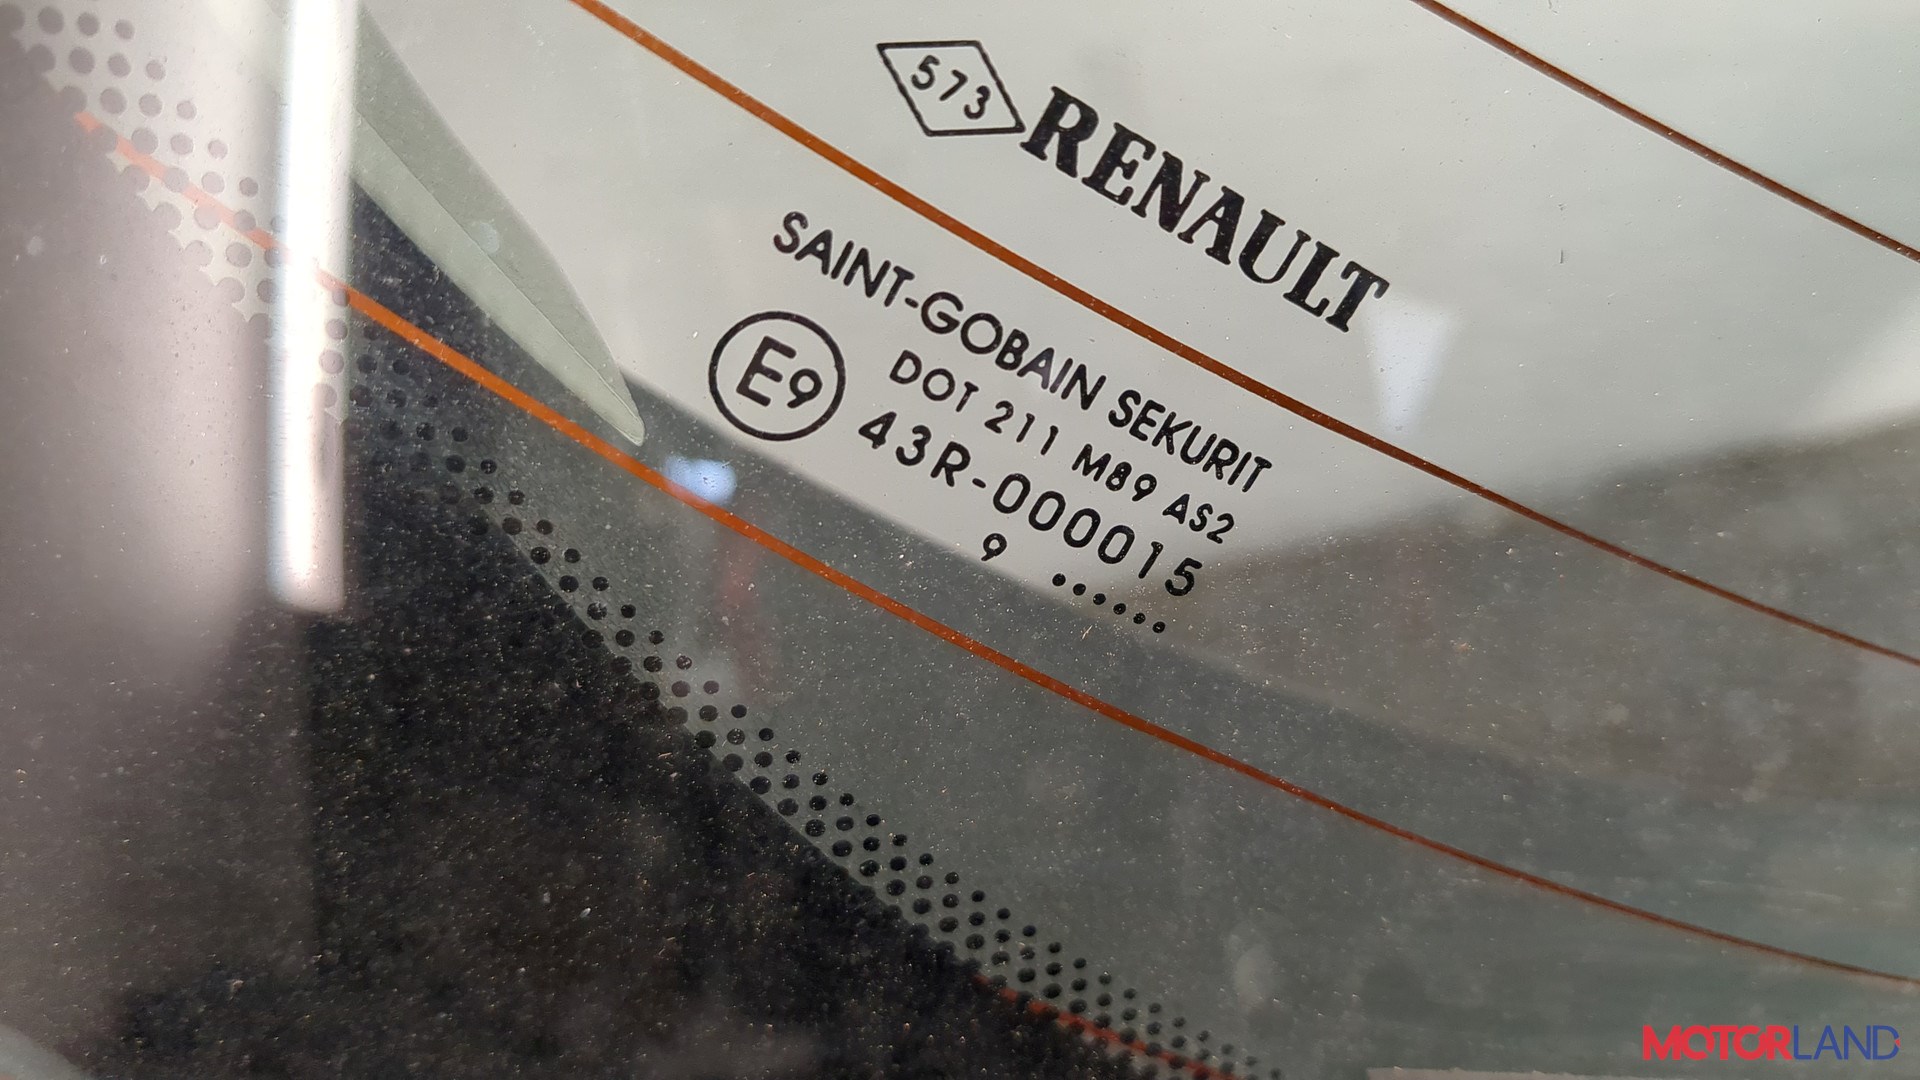 573 RENAULT
SAINT-GOBAIN SEKURIT
DOT 211 M89 AS2
E9 43R-000015
9 ......
MOTORLAND